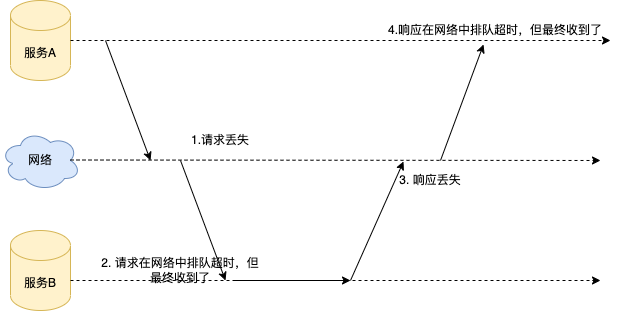 4.响应在网络中排队超时，但最终收到了
服务A
1.请求丢失
网络
3. 响应丢失
2. 请求在网络中排队超时，但
最终收到了
服务B